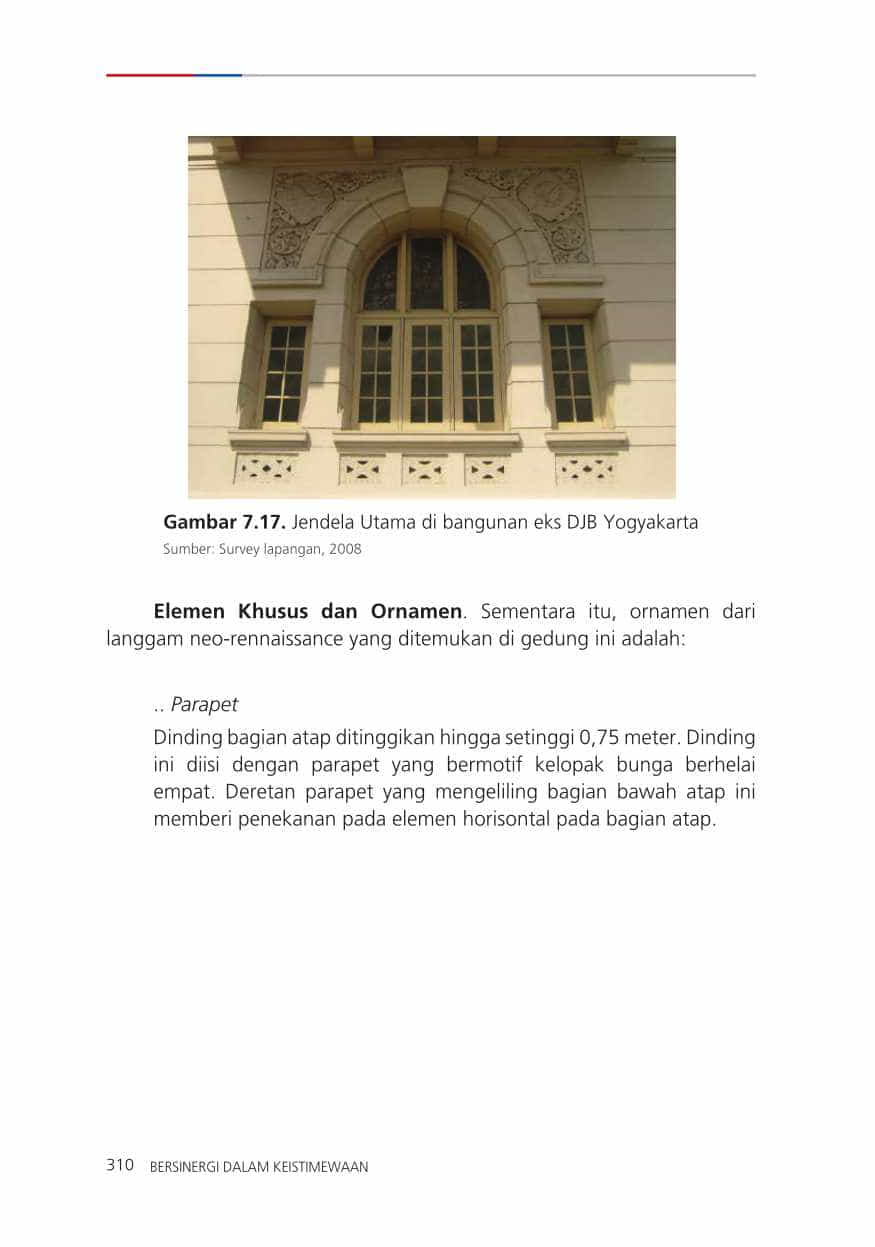 Gambar 7.17. Jendela Utama di bangunan eks DJB Yogyakarta
Sumber: Survey lapangan, 2008
Elemen Khusus dan Ornamen. Sementara itu, ornamen dari
langgam neo-rennaissance yang ditemukan di gedung ini adalah:
.. Parapet
Dinding bagian atap ditinggikan hingga setinggi 0,75 meter. Dinding
ini diisi dengan parapet yang bermotif kelopak bunga berhelai
empat. Deretan parapet yang mengeliling bagian bawah atap ini
memberi penekanan pada elemen horisontal pada bagian atap.
310 BERSINERGI DALAM KEISTIMEWAAN